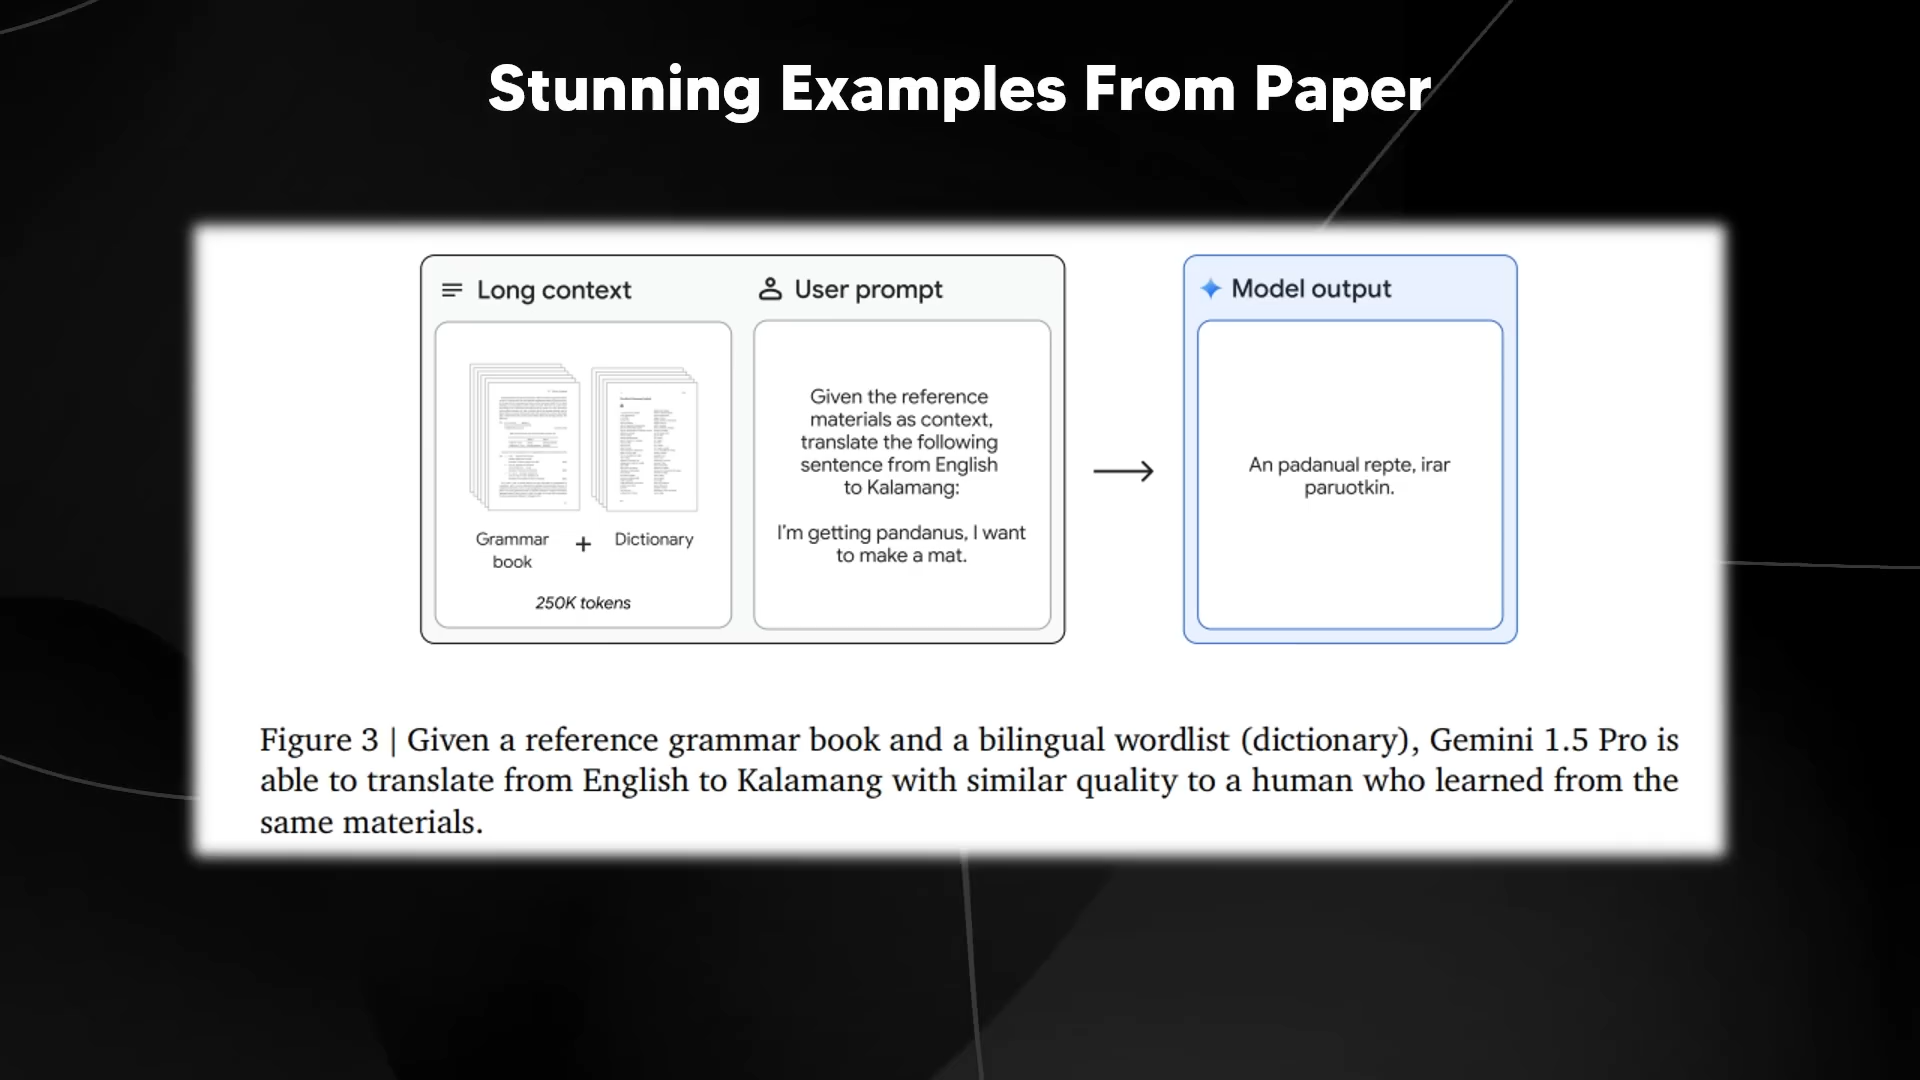 Stunning Examples From Paper
Long context
User prompt
Model output
Grammar
book
+
Dictionary
250K tokens
Given the reference
materials as context,
translate the following
sentence from English
to Kalamang:
I'm getting pandanus, I want
to make a mat.
An padanual repte, irar
paruotkin.
Figure 3 | Given a reference grammar book and a bilingual wordlist (dictionary), Gemini 1.5 Pro is
able to translate from English to Kalamang with similar quality to a human who learned from the
same materials.